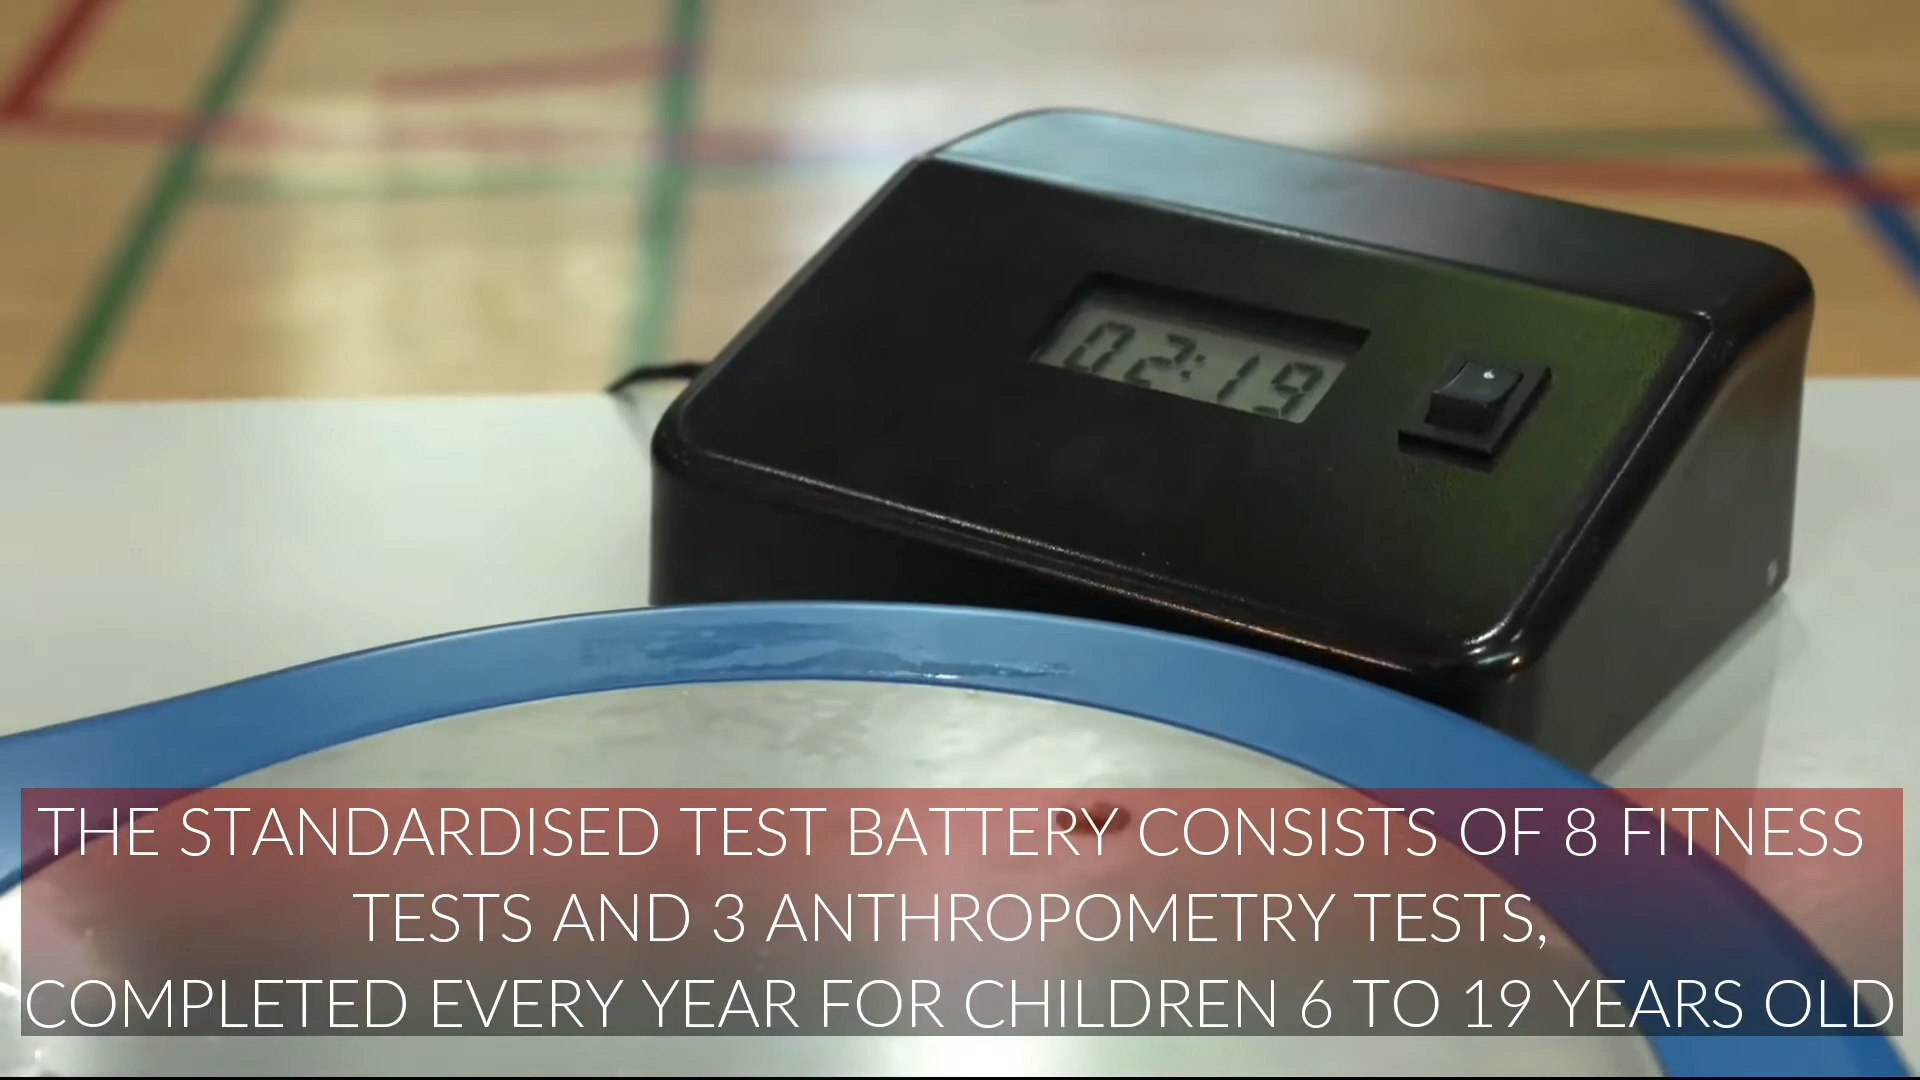 02:19
THE STANDARDISED TEST BATTERY CONSISTS OF 8 FITNESS
TESTS AND 3 ANTHROPOMETRY TESTS,
COMPLETED EVERY YEAR FOR CHILDREN 6 TO 19 YEARS OLD